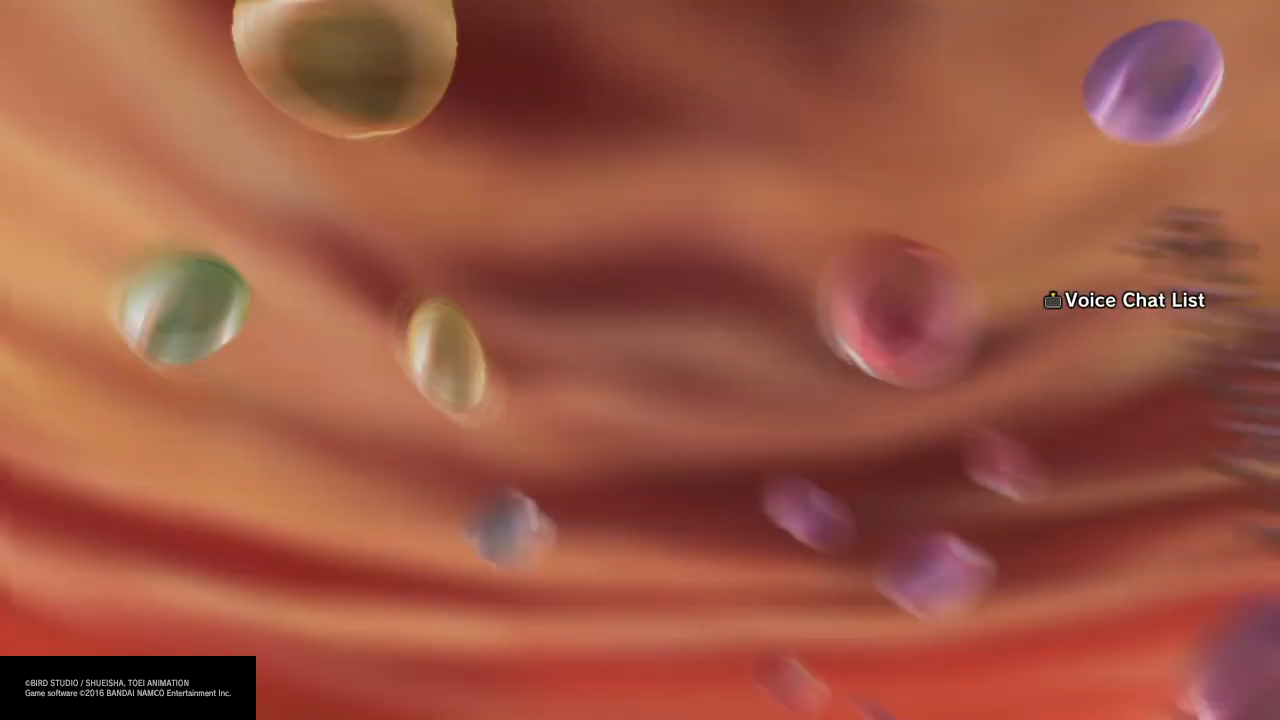 Voice Chat List
©BIRD STUDIO / SHUEISHA, TOEI ANIMATION
Game software ©2016 BANDAI NAMCO Entertainment Inc.